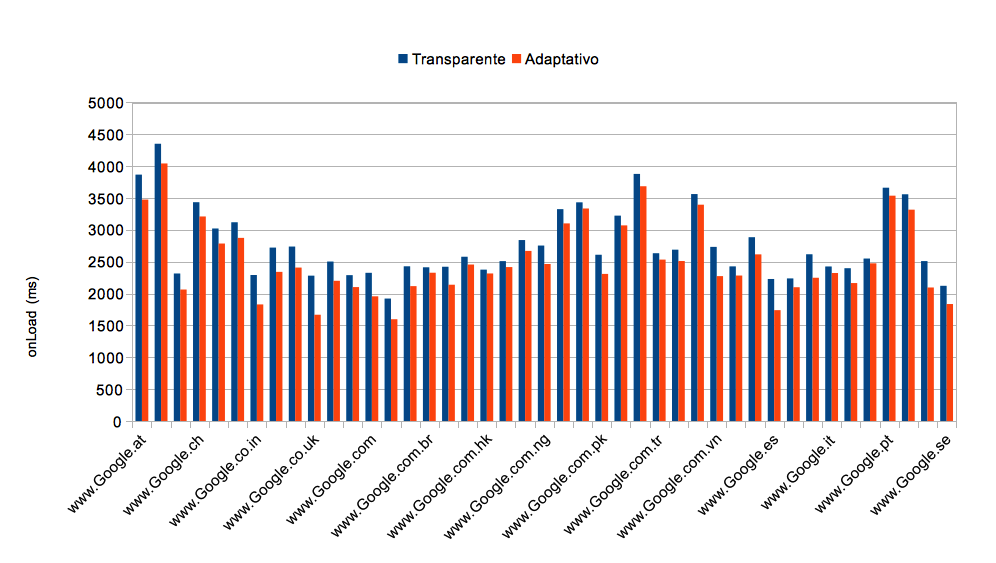 Transparente Adaptativo
5000
4500
4000
3500
3000
2500
2000
1500
1000
500
0
onLoad (ms)
www.Google.at
www.Google.ch
www.Google.co.in
www.Google.co.uk
www.Google.com
www.Google.com.br
www.Google.com.hk
www.Google.com.ng
www.Google.com.pk
www.Google.com.tr
www.Google.com.vn
www.Google.es
www.Google.it
www.Google.pt
www.Google.se